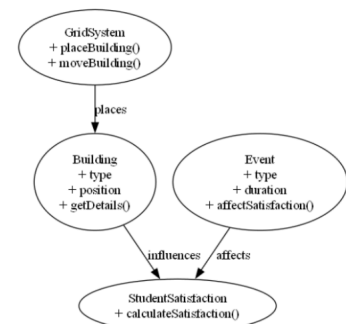 GridSystem
+ placeBuilding()
+ moveBuilding()
places
Building
+ type
+ position
+ getDetails()
Event
+ type
+ duration
+ affectSatisfaction()
influences
affects
StudentSatisfaction
+ calculateSatisfaction()